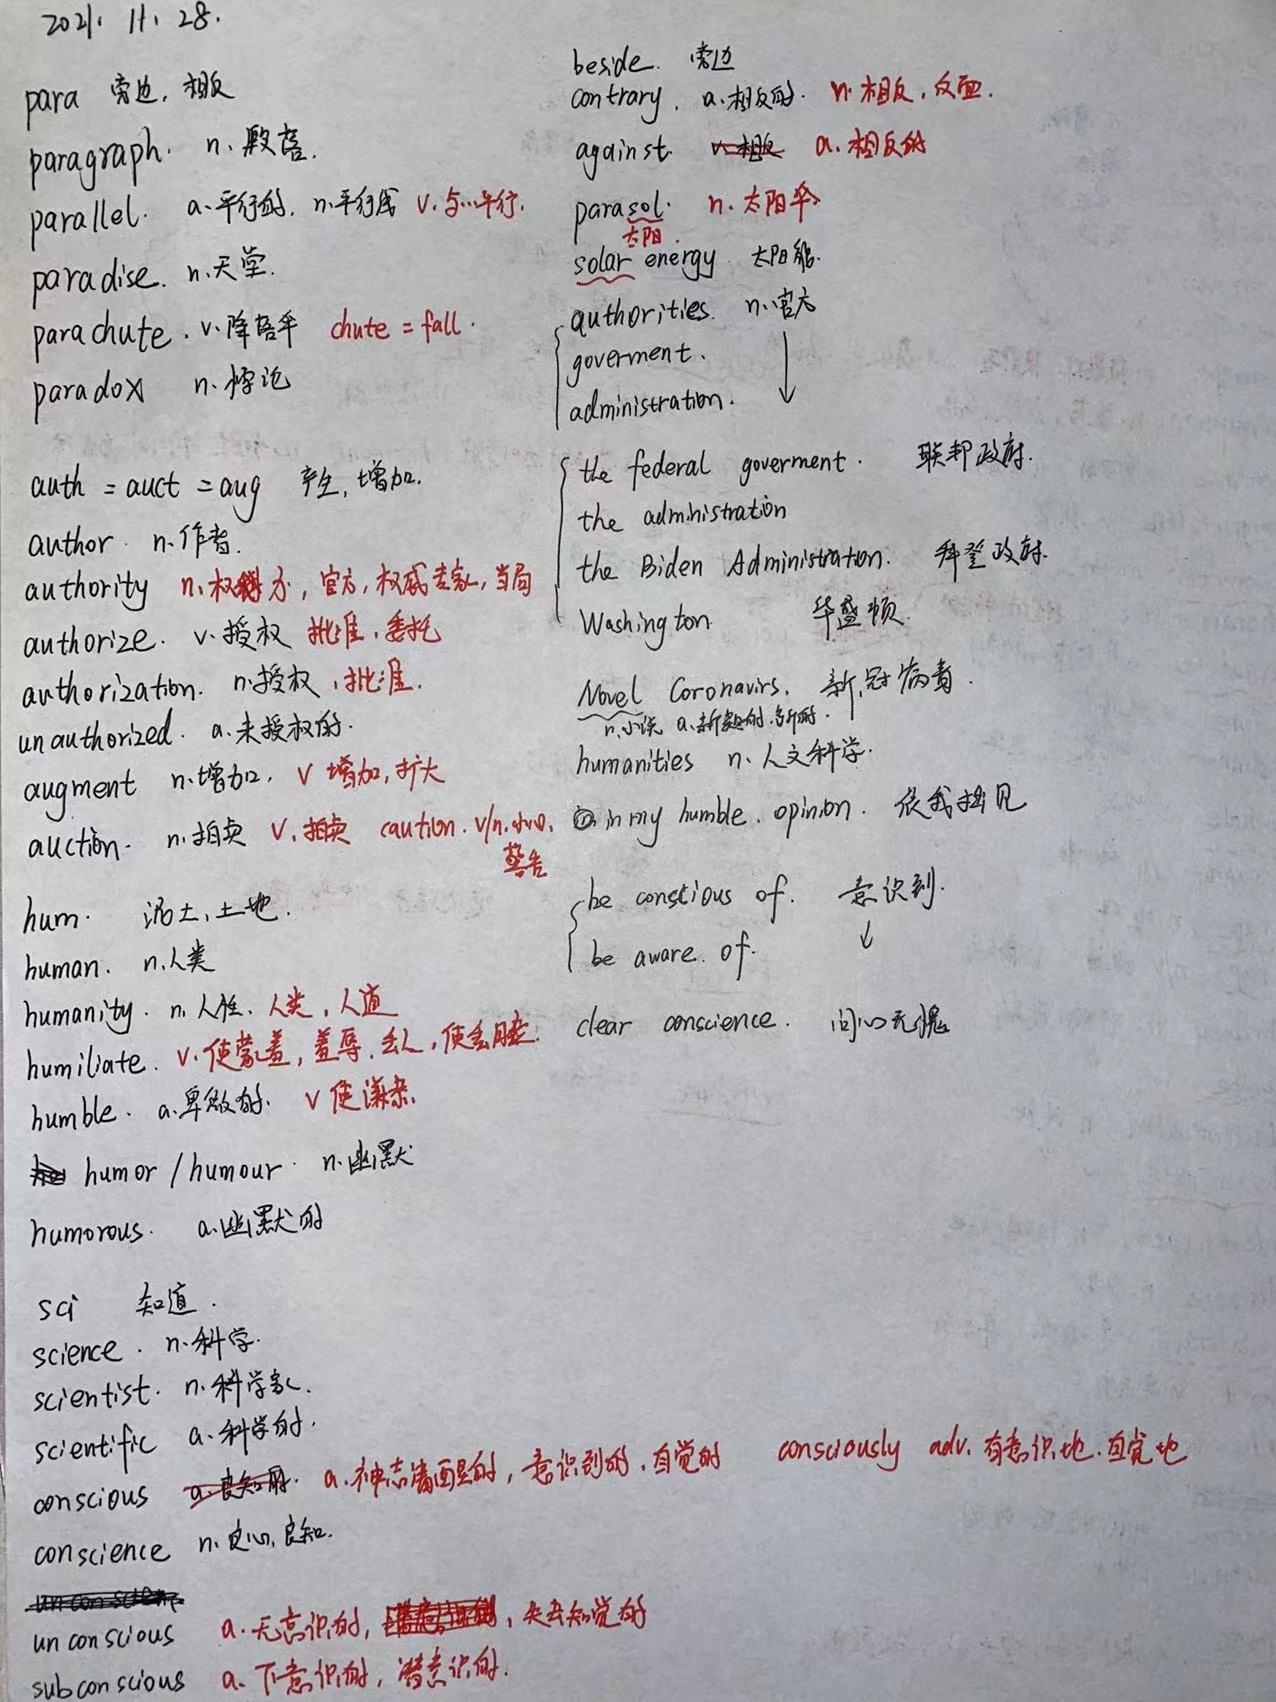 2021. 11. 28.
para 旁边, 相反
paragraph. n. 段落.
parallel. a.平行的, n.平行线 v.与…平行.
paradise. n.天堂.
parachute. v.降落伞 chute = fall.
paradox n.悖论
auth = auct = aug 产生, 增加.
author. n.作者.
authority n.权力, 官方, 权威专家, 当局
authorize. v.授权 批准, 委托
authorization. n.授权, 批准.
unauthorized. a.未授权的.
augment n.增加, v 增加, 扩大
auction. n.拍卖 v.拍卖 caution. v/n.小心,
警告
hum. 泥土, 土地.
human. n.人类
humanity. n.人性, 人类, 人道
humiliate. v.使蒙羞, 羞辱, 丢人, 使丢脸.
humble. a.卑微的. v 使谦卑.
humor / humour. n.幽默
humorous. a.幽默的
sci 知道.
science. n.科学.
scientist. n.科学家.
scientific a.科学的.
conscious a.良知的. a.神志清醒的, 意识到的, 自觉的 consciously adv.有意识地.自觉地
conscience n.良心, 良知.
unconscious a.无意识的, 失去知觉的
subconscious a.下意识的, 潜意识的.
beside. 旁边
contrary. a.相反的. n.相反, 反面.
against. v.相反 a.相反的
parasol. n.太阳伞
太阳.
solar energy. 太阳能.
authorities. n.官方
goverment.
administration.
the federal goverment. 联邦政府.
the administration
the Biden Administration. 拜登政府.
Washington. 华盛顿.
Novel Coronavirs. 新冠病毒.
n.小说 a.新颖的.新的.
humanities n.人文科学.
in my humble. opinion. 依我拙见
be constious of. 意识到.
be aware. of.
clear conscience. 问心无愧